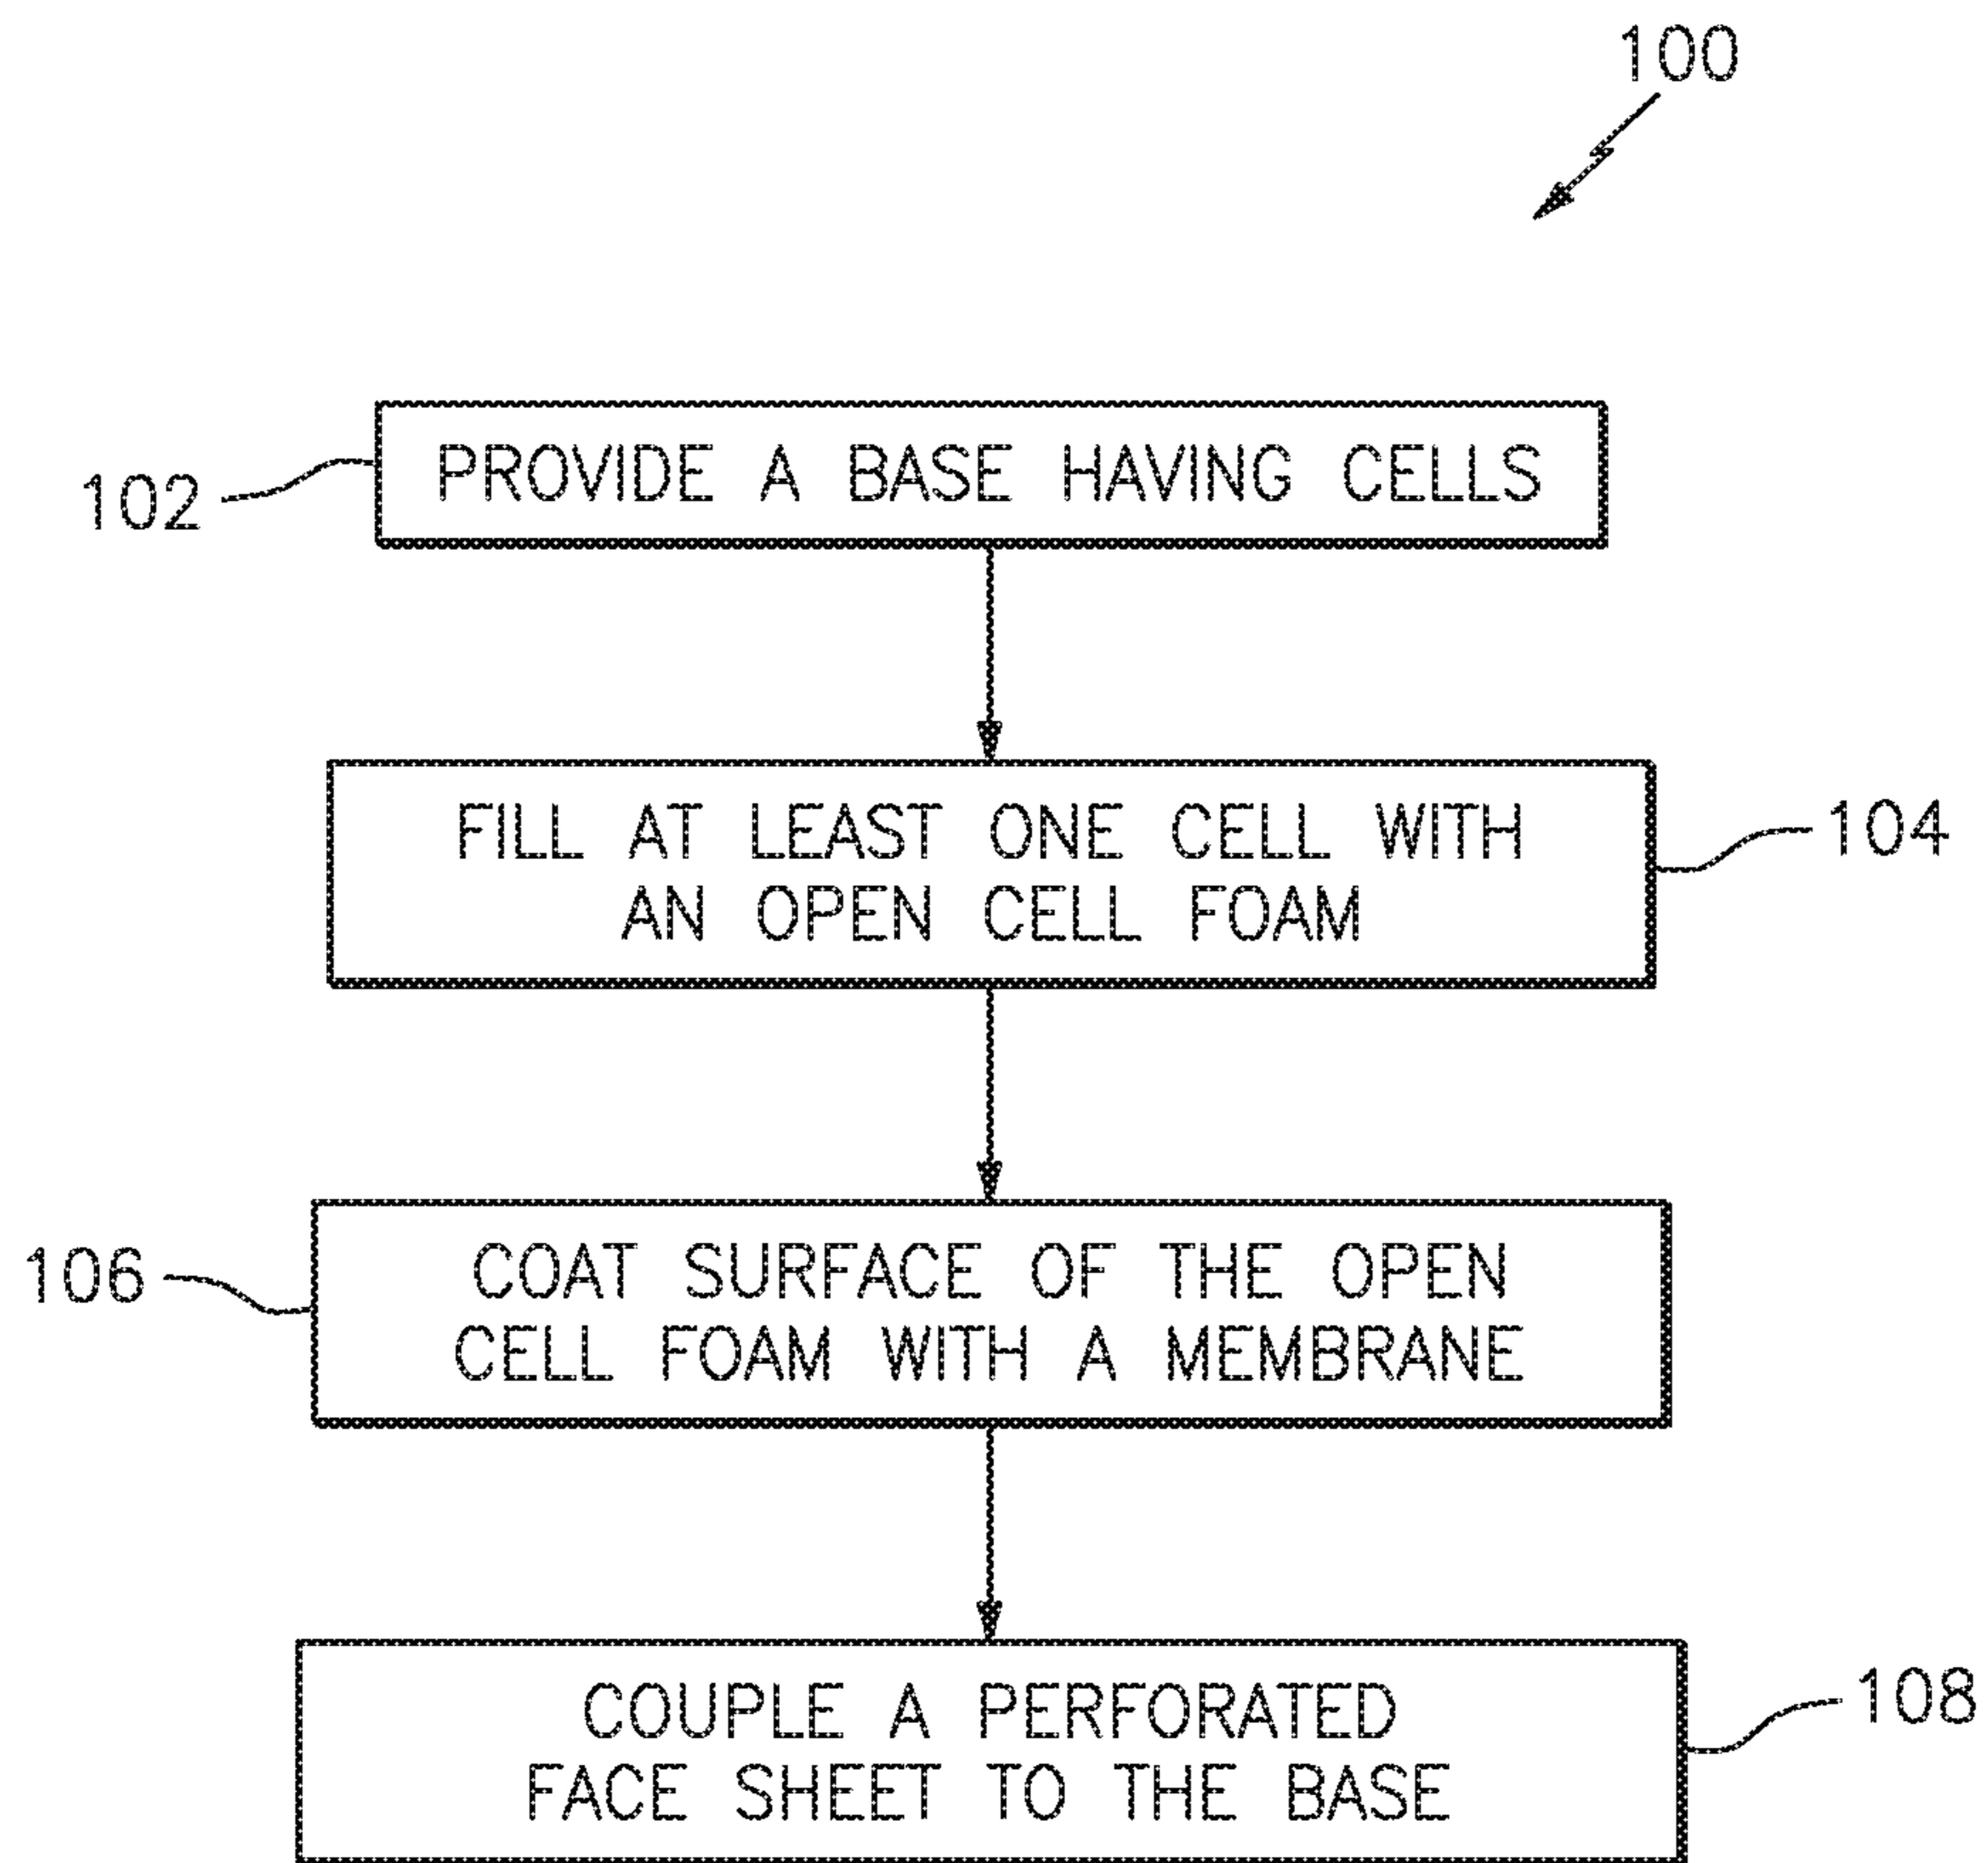 100
102
PROVIDE A BASE HAVING CELLS
FILL AT LEAST ONE CELL WITH
AN OPEN CELL FOAM
104
106
COAT SURFACE OF THE OPEN
CELL FOAM WITH A MEMBRANE
COUPLE A PERFORATED
FACE SHEET TO THE BASE
108